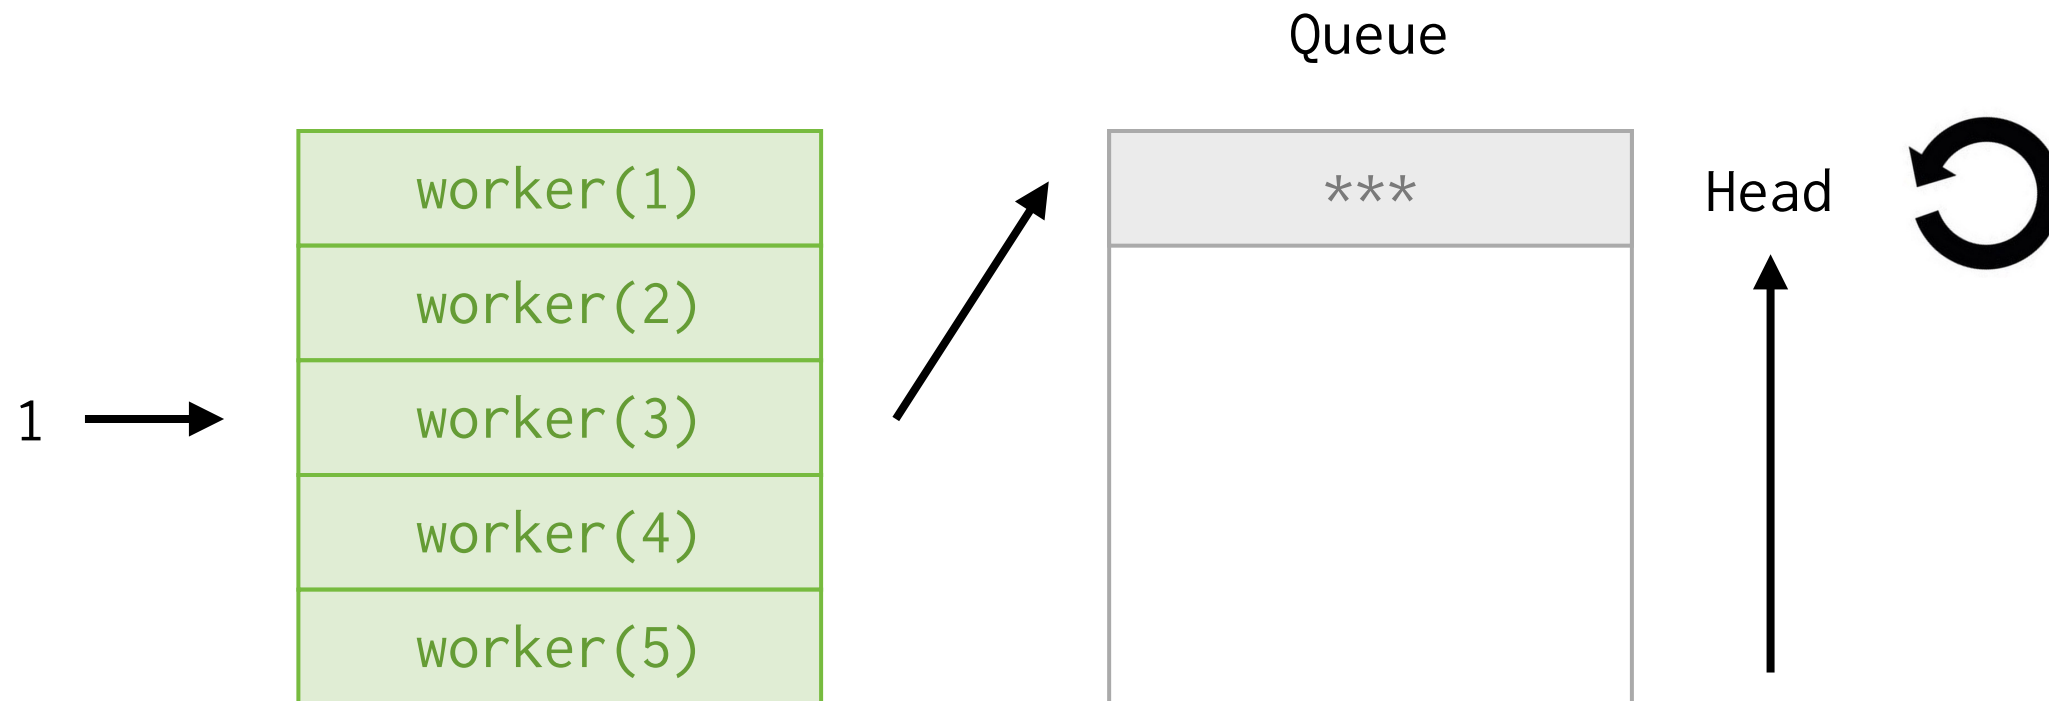 Queue
worker(1)
worker(2)
1
worker(3)
worker(4)
worker(5)
***
Head